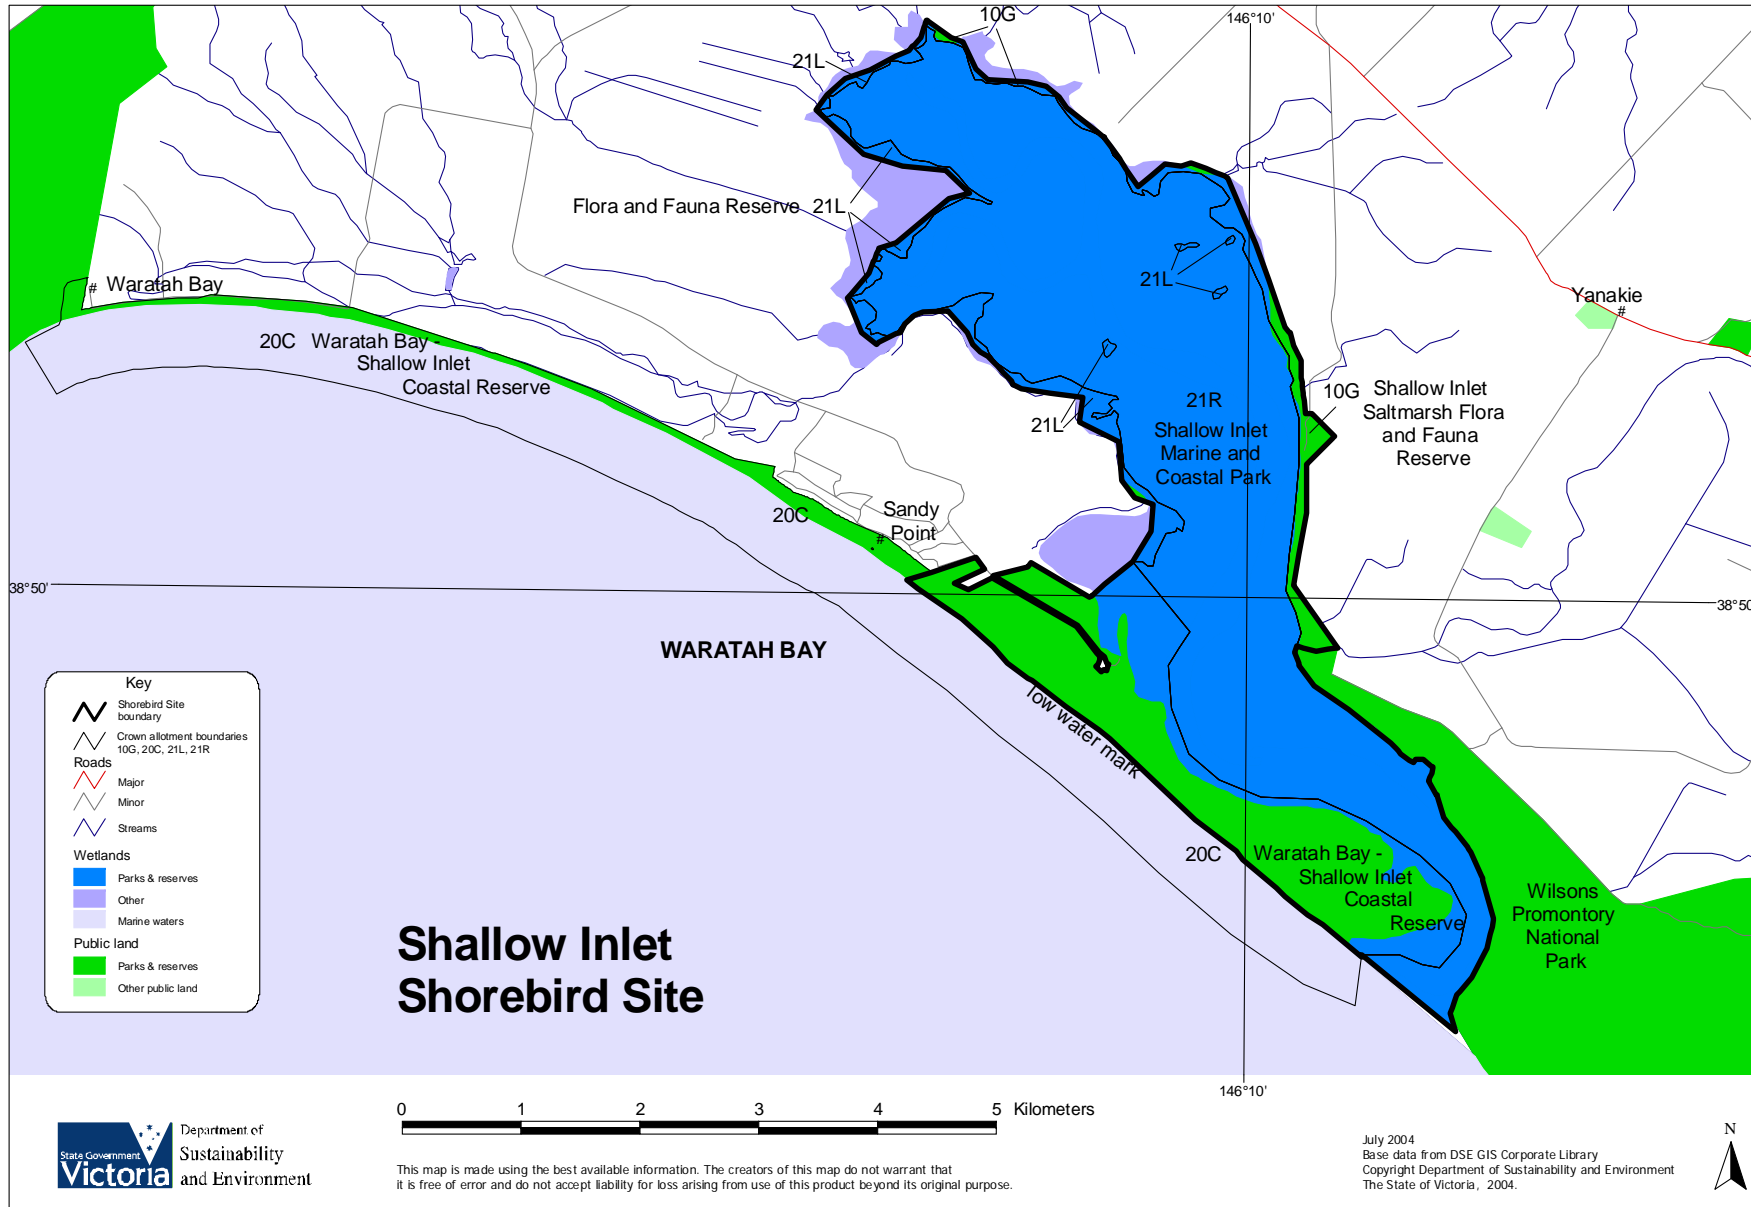 10G
146°10'
21L
Flora and Fauna Reserve 21L
Waratah Bay
#
21L
Yanakie
#
20C Waratah Bay -
Shallow Inlet
Coastal Reserve
21R
Shallow Inlet
Marine and
Coastal Park
10G Shallow Inlet
Saltmarsh Flora
and Fauna
Reserve
21L
20C
Sandy
Point
#
38°50'
38°50'
WARATAH BAY
low water mark
Key
Shorebird Site
boundary
Crown allotment boundaries
10G, 20C, 21L, 21R
Roads
Major
Minor
Streams
Wetlands
Parks & reserves
Other
Marine waters
Public land
Parks & reserves
Other public land
20C Waratah Bay -
Shallow Inlet
Coastal
Reserve
Wilsons
Promontory
National
Park
Shallow Inlet
Shorebird Site
146°10'
0 1 2 3 4 5 Kilometers
State Government
Victoria
Department of
Sustainability
and Environment
This map is made using the best available information. The creators of this map do not warrant that
it is free of error and do not accept liability for loss arising from use of this product beyond its original purpose.
July 2004
Base data from DSE GIS Corporate Library
Copyright Department of Sustainability and Environment
The State of Victoria, 2004.
N